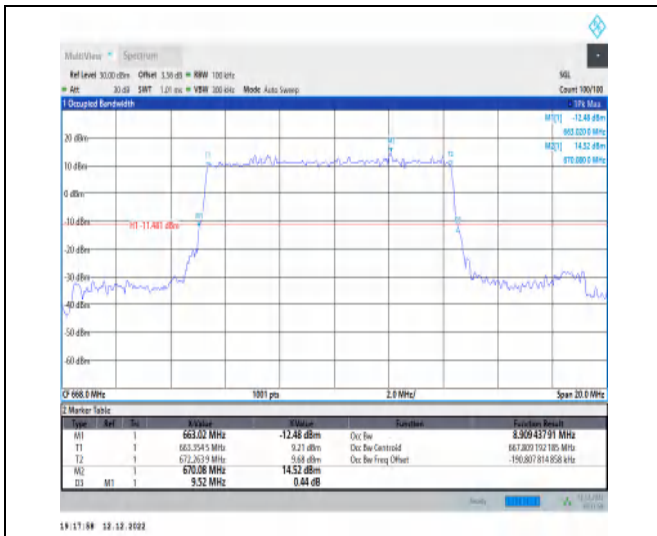 MultiView Spectrum
Ref Level 30.00 dBm Offset 3.56 dB RBW 100 kHz SGL
Att 30 dB SWT 1.01 ms VBW 300 kHz Mode Auto Sweep Count 100/100
1 Occupied Bandwidth 1Pk Max
M1[1] -12.48 dBm
663.0200 MHz
M2[1] 14.52 dBm
670.0800 MHz
20 dBm
10 dBm
0 dBm
-10 dBm
H1 -11.481 dBm
-20 dBm
-30 dBm
-40 dBm
-50 dBm
-60 dBm
T1
M2
T2
M1
CF 668.0 MHz 1001 pts 2.0 MHz/ Span 20.0 MHz
2 Marker Table
Type Ref Trc X-Value Y-Value Function Function Result
M1 1 663.02 MHz -12.48 dBm Occ Bw 8.90943791 MHz
T1 1 663.3545 MHz 9.21 dBm Occ Bw Centroid 667.809192185 MHz
T2 1 672.2639 MHz 9.68 dBm Occ Bw Freq Offset -190.807814858 kHz
M2 1 670.08 MHz 14.52 dBm
D3 M1 1 9.52 MHz 0.44 dB
Ready
19:17:58 12.12.2022